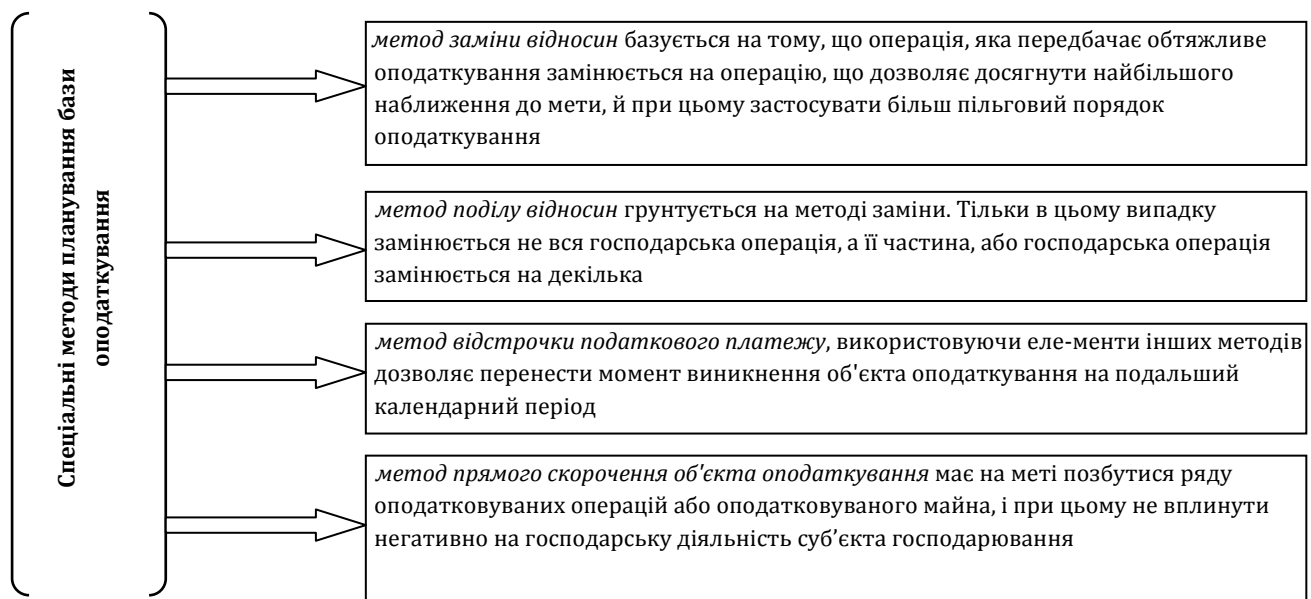 Спеціальні методи планування бази
оподаткування
метод заміни відносин базується на тому, що операція, яка передбачає обтяжливе
оподаткування замінюється на операцію, що дозволяє досягнути найбільшого
наближення до мети, й при цьому застосувати більш пільговий порядок
оподаткування
метод поділу відносин грунтується на методі заміни. Тільки в цьому випадку
замінюється не вся господарська операція, а її частина, або господарська операція
замінюється на декілька
метод відстрочки податкового платежу, використовуючи еле-менти інших методів
дозволяє перенести момент виникнення об'єкта оподаткування на подальший
календарний період
метод прямого скорочення об'єкта оподаткування має на меті позбутися ряду
оподатковуваних операцій або оподатковуваного майна, і при цьому не вплинути
негативно на господарську діяльність суб’єкта господарювання